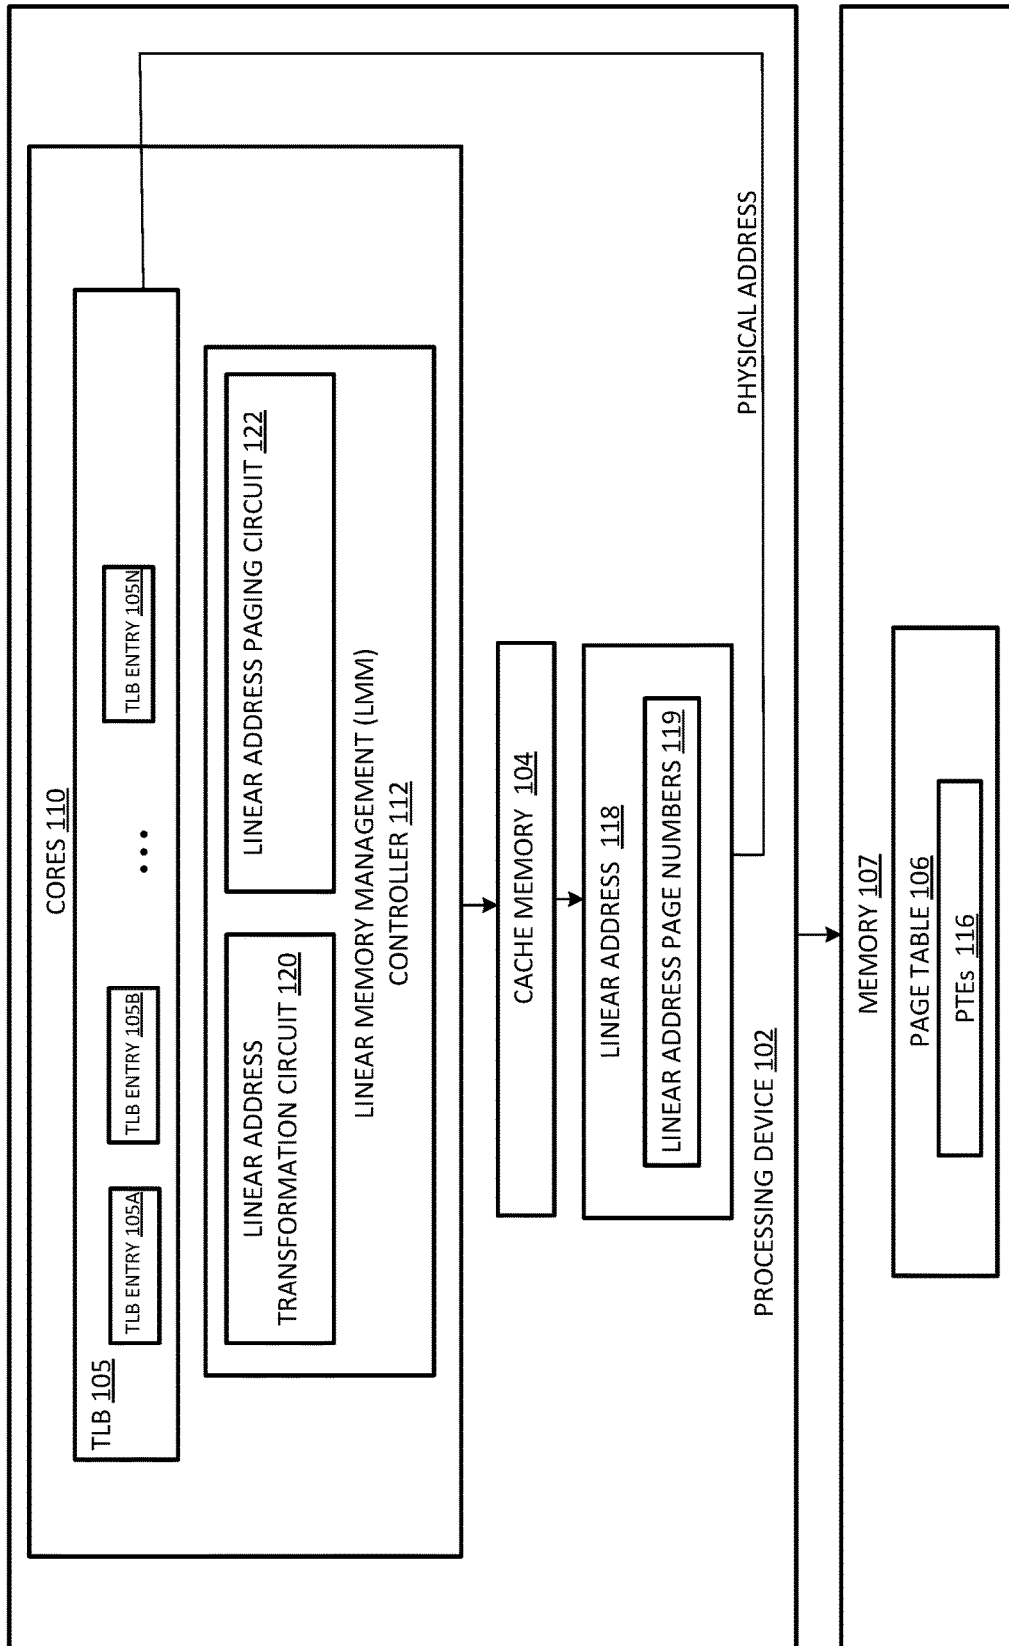 CORES 110
TLB 105
TLB ENTRY 105A
TLB ENTRY 105B
• • •
TLB ENTRY 105N
LINEAR ADDRESS
TRANSFORMATION CIRCUIT 120
LINEAR ADDRESS PAGING CIRCUIT 122
LINEAR MEMORY MANAGEMENT (LMM)
CONTROLLER 112
CACHE MEMORY 104
LINEAR ADDRESS 118
LINEAR ADDRESS PAGE NUMBERS 119
PHYSICAL ADDRESS
PROCESSING DEVICE 102
MEMORY 107
PAGE TABLE 106
PTEs 116